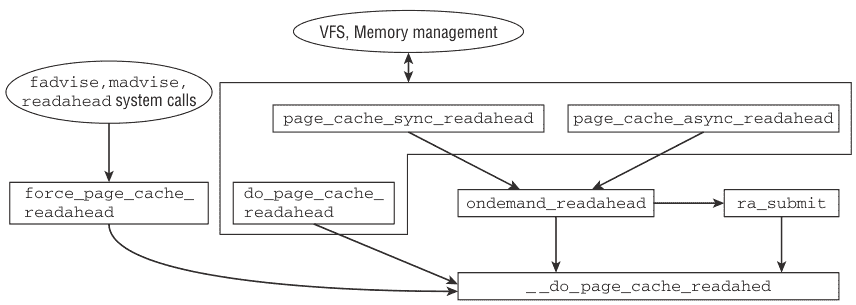 VFS, Memory management
fadvise,madvise,
readahead system calls
page_cache_sync_readahead
page_cache_async_readahead
force_page_cache_
readahead
do_page_cache_
readahead
ondemand_readahead
ra_submit
__do_page_cache_readahed